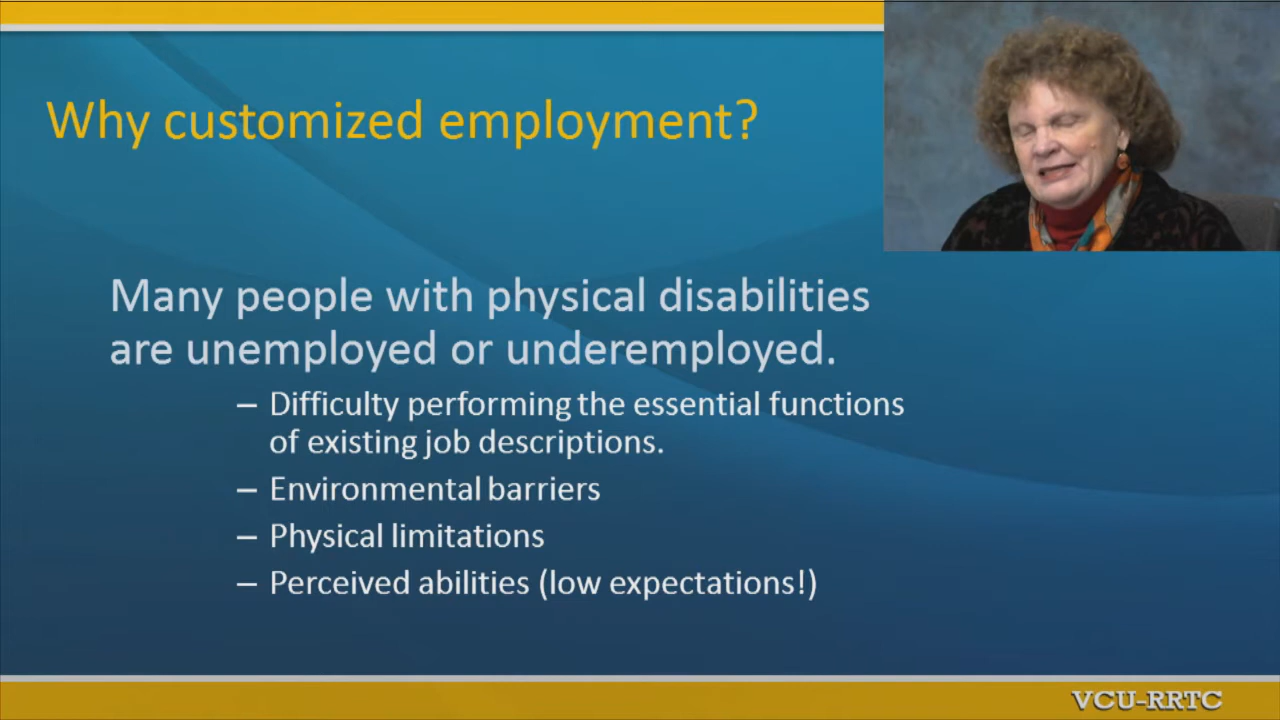 Why customized employment?
Many people with physical disabilities
are unemployed or underemployed.
– Difficulty performing the essential functions
of existing job descriptions.
– Environmental barriers
– Physical limitations
– Perceived abilities (low expectations!)
VCU-RRTC